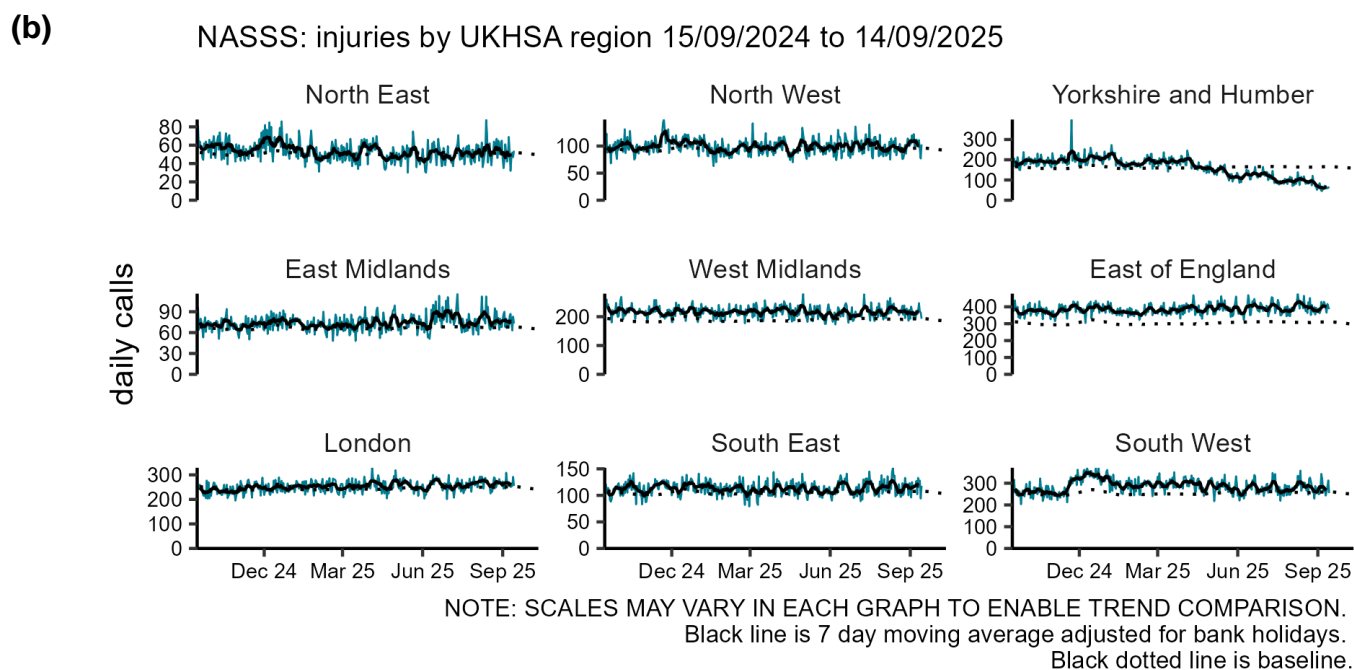 (b)
NASSS: injuries by UKHSA region 15/09/2024 to 14/09/2025
North East
North West
Yorkshire and Humber
80
60
40
20
0
100
50
0
300
200
100
0
daily calls
East Midlands
West Midlands
East of England
90
60
30
0
200
100
0
400
300
200
100
0
London
South East
South West
300
200
100
0
150
100
50
0
300
200
100
0
Dec 24 Mar 25 Jun 25 Sep 25
Dec 24 Mar 25 Jun 25 Sep 25
Dec 24 Mar 25 Jun 25 Sep 25
NOTE: SCALES MAY VARY IN EACH GRAPH TO ENABLE TREND COMPARISON.
Black line is 7 day moving average adjusted for bank holidays.
Black dotted line is baseline.